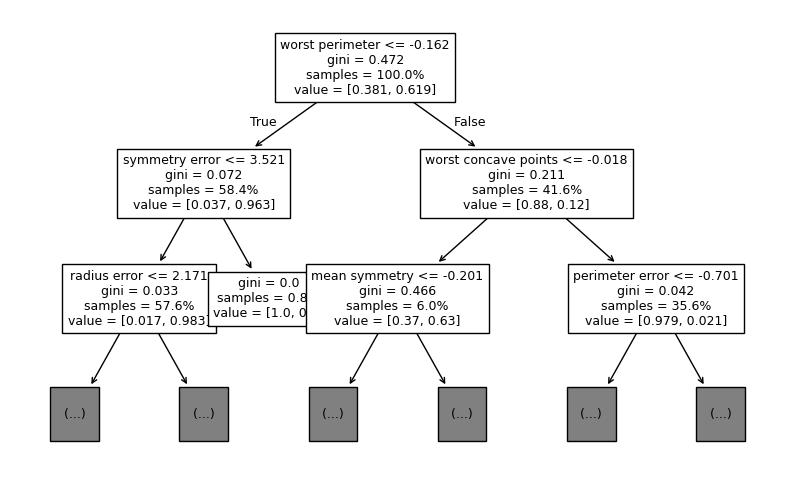 worst perimeter <= -0.162
gini = 0.472
samples = 100.0%
value = [0.381, 0.619]
True
False
symmetry error <= 3.521
gini = 0.072
samples = 58.4%
value = [0.037, 0.963]
worst concave points <= -0.018
gini = 0.211
samples = 41.6%
value = [0.88, 0.12]
radius error <= 2.171
gini = 0.033
samples = 57.6%
value = [0.017, 0.983]
gini = 0.0
samples = 0.8
value = [1.0, 0
mean symmetry <= -0.201
gini = 0.466
samples = 6.0%
value = [0.37, 0.63]
perimeter error <= -0.701
gini = 0.042
samples = 35.6%
value = [0.979, 0.021]
(...)
(...)
(...)
(...)
(...)
(...)